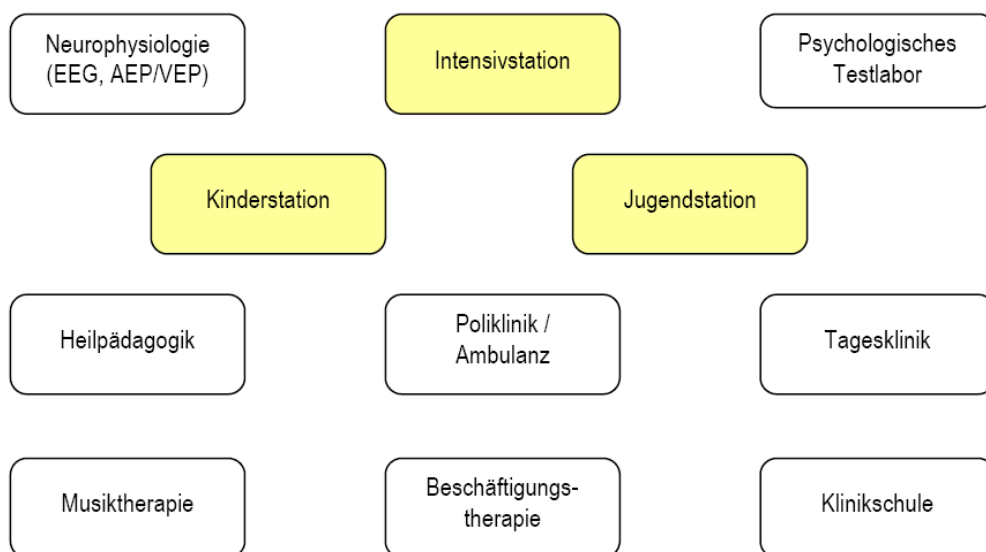 Neurophysiologie
(EEG, AEP/VEP)
Intensivstation
Psychologisches
Testlabor
Kinderstation
Jugendstation
Heilpädagogik
Poliklinik /
Ambulanz
Tagesklinik
Musiktherapie
Beschäftigungs-
therapie
Klinikschule